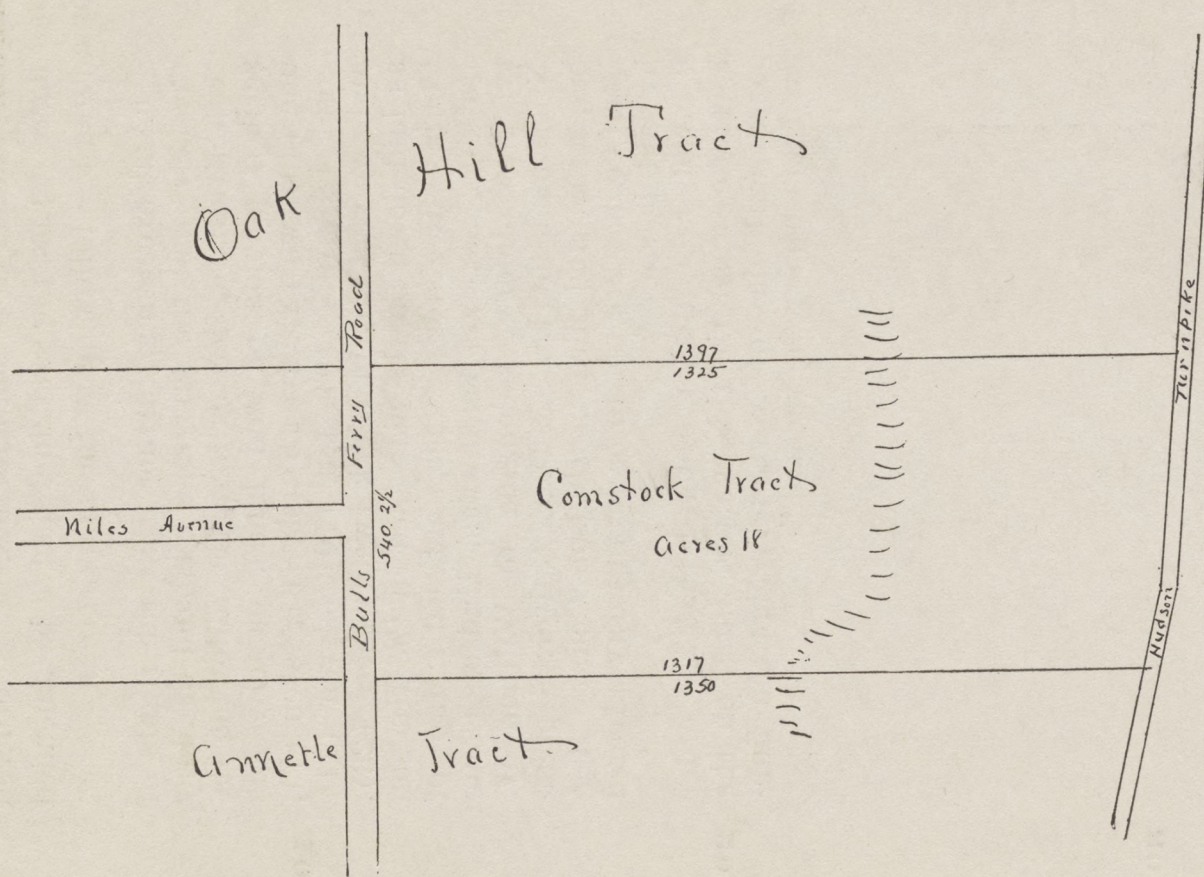 Oak Hill Tract
Bulls Ferry Road
Hudson Turnpike
1397
1325
Comstock Tract
Acres 18
540. 2½
Niles Avenue
1317
1350
Annette Tract